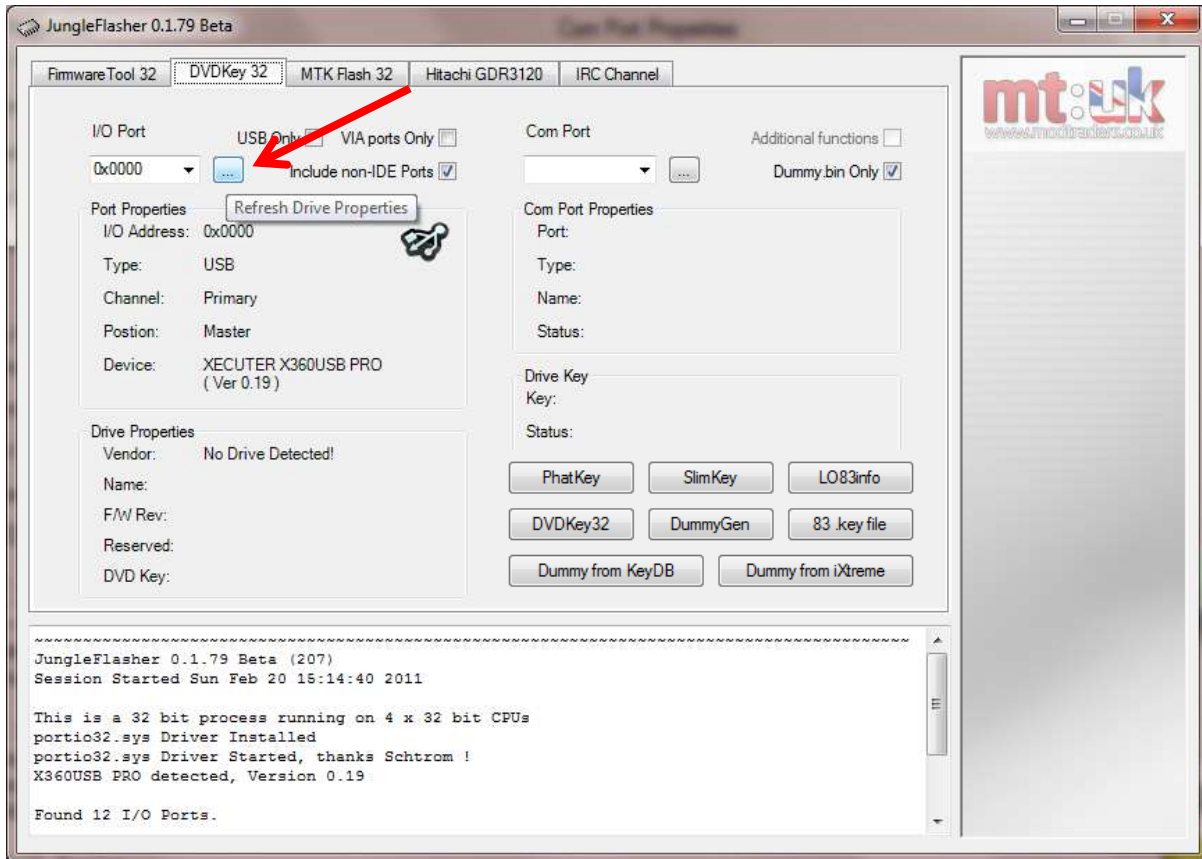 JungleFlasher 0.1.79 Beta
Com Port Properties
FirmwareTool 32
DVDKey 32
MTK Flash 32
Hitachi GDR3120
IRC Channel
I/O Port
USB Only
VIA ports Only
0x0000
...
Include non-IDE Ports
Refresh Drive Properties
Port Properties
I/O Address: 0x0000
Type: USB
Channel: Primary
Postion: Master
Device: XECUTER X360USB PRO
( Ver 0.19 )
Drive Properties
Vendor: No Drive Detected!
Name:
F/W Rev:
Reserved:
DVD Key:
Com Port
Additional functions
...
Dummy.bin Only
Com Port Properties
Port:
Type:
Name:
Status:
Drive Key
Key:
Status:
PhatKey
SlimKey
LO83info
DVDKey32
DummyGen
83 .key file
Dummy from KeyDB
Dummy from iXtreme
mt:uk
www.modtraders.co.uk
~~~~~~~~~~~~~~~~~~~~~~~~~~~~~~~~~~~~~~~~~~~~~~~~~~~~~~~~~~~~~~~~~~~~~~~~~~~~~~~~~~~~~~~~~~
JungleFlasher 0.1.79 Beta (207)
Session Started Sun Feb 20 15:14:40 2011
This is a 32 bit process running on 4 x 32 bit CPUs
portio32.sys Driver Installed
portio32.sys Driver Started, thanks Schtrom !
X360USB PRO detected, Version 0.19
Found 12 I/O Ports.